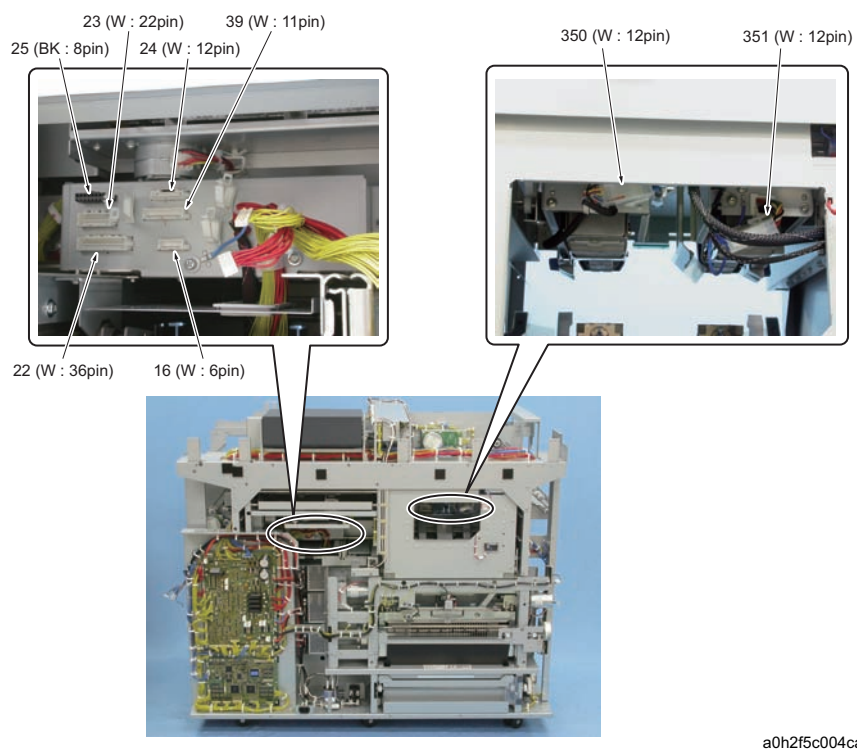 23 (W : 22pin)
39 (W : 11pin)
25 (BK : 8pin)
24 (W : 12pin)
350 (W : 12pin)
351 (W : 12pin)
22 (W : 36pin)
16 (W : 6pin)
a0h2f5c004ca